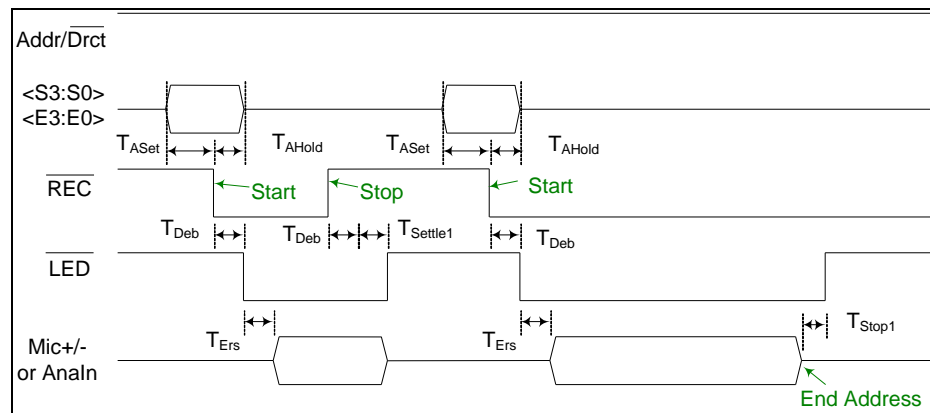 Addr/Drct
<S3:S0>
<E3:E0>
TASet TAHold TASet TAHold
REC Start Stop Start
TDeb TDeb TSettle1 TDeb
LED
TErs TErs TStop1
Mic+/-
or AnaIn
End Address